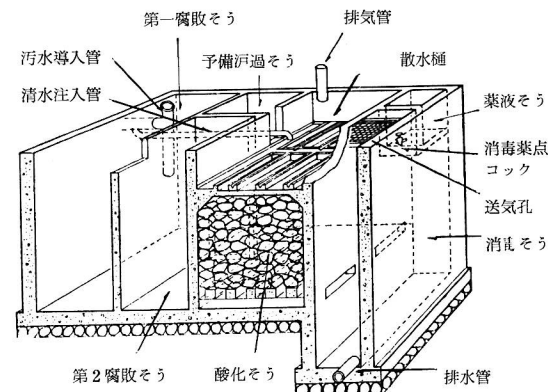 第一腐敗そう
排気管
汚水導入管
予備沪過そう
散水樋
清水注入管
薬液そう
消毒薬点
コック
送気孔
消乱そう
第2腐敗そう
酸化そう
排水管